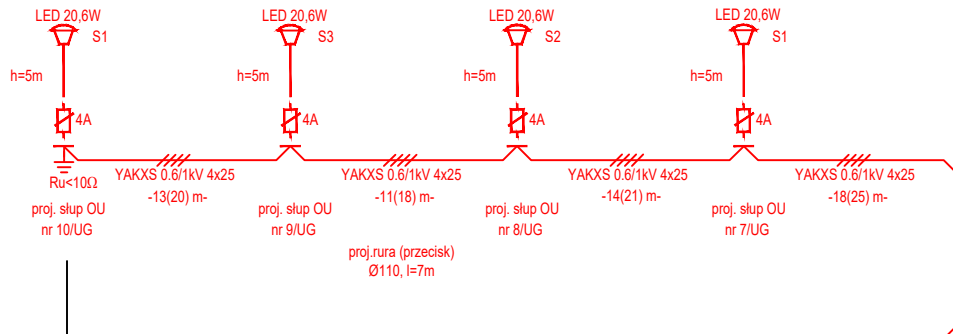 LED 20,6W
S1
LED 20,6W
S3
LED 20,6W
S2
LED 20,6W
S1
h=5m
h=5m
h=5m
h=5m
4A
4A
4A
4A
Ru<10Ω
YAKXS 0.6/1kV 4x25
-13(20) m-
YAKXS 0.6/1kV 4x25
-11(18) m-
YAKXS 0.6/1kV 4x25
-14(21) m-
YAKXS 0.6/1kV 4x25
-18(25) m-
proj. słup OU
nr 10/UG
proj. słup OU
nr 9/UG
proj. słup OU
nr 8/UG
proj. słup OU
nr 7/UG
proj.rura (przecisk)
Ø110, l=7m